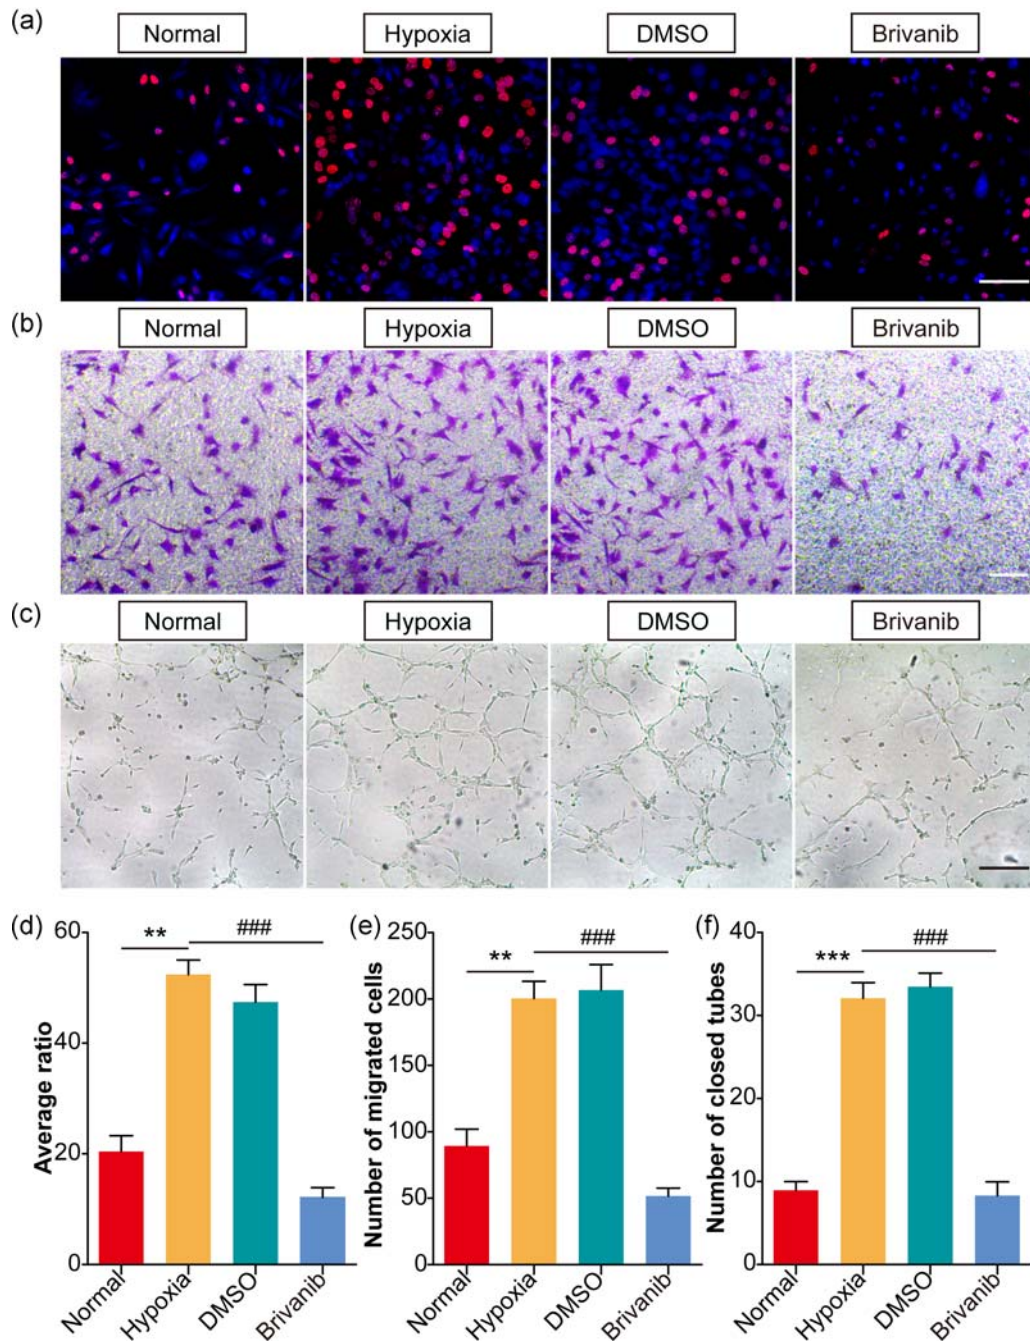 (a)
Normal Hypoxia DMSO Brivanib
(b)
Normal Hypoxia DMSO Brivanib
(c)
Normal Hypoxia DMSO Brivanib
(d)
Average ratio
60
40
20
0
** ###
Normal Hypoxia DMSO Brivanib
(e)
Number of migrated cells
250
200
150
100
50
0
** ###
Normal Hypoxia DMSO Brivanib
(f)
Number of closed tubes
40
30
20
10
0
*** ###
Normal Hypoxia DMSO Brivanib